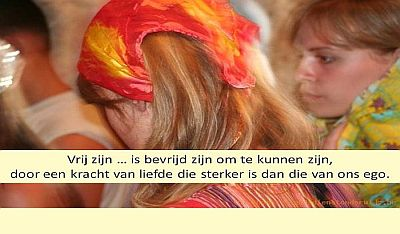 Vrij zijn ... is bevrijd zijn om te kunnen zijn,
door een kracht van liefde die sterker is dan die van ons ego.